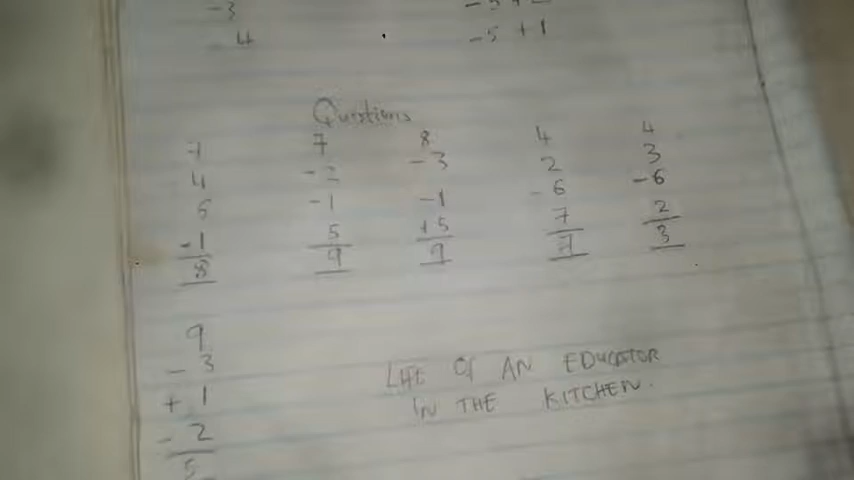 -3 -5 + 2
4 -5 + 1
Questions
7 8 4 4
4 -2 -3 2 3
-1 -1 -6 -6
-1 5 +5 7 2
8 9 9 7 3
9
- 3
+ 1
- 2
5
LIFE OF AN EDUCATOR
IN THE KITCHEN.